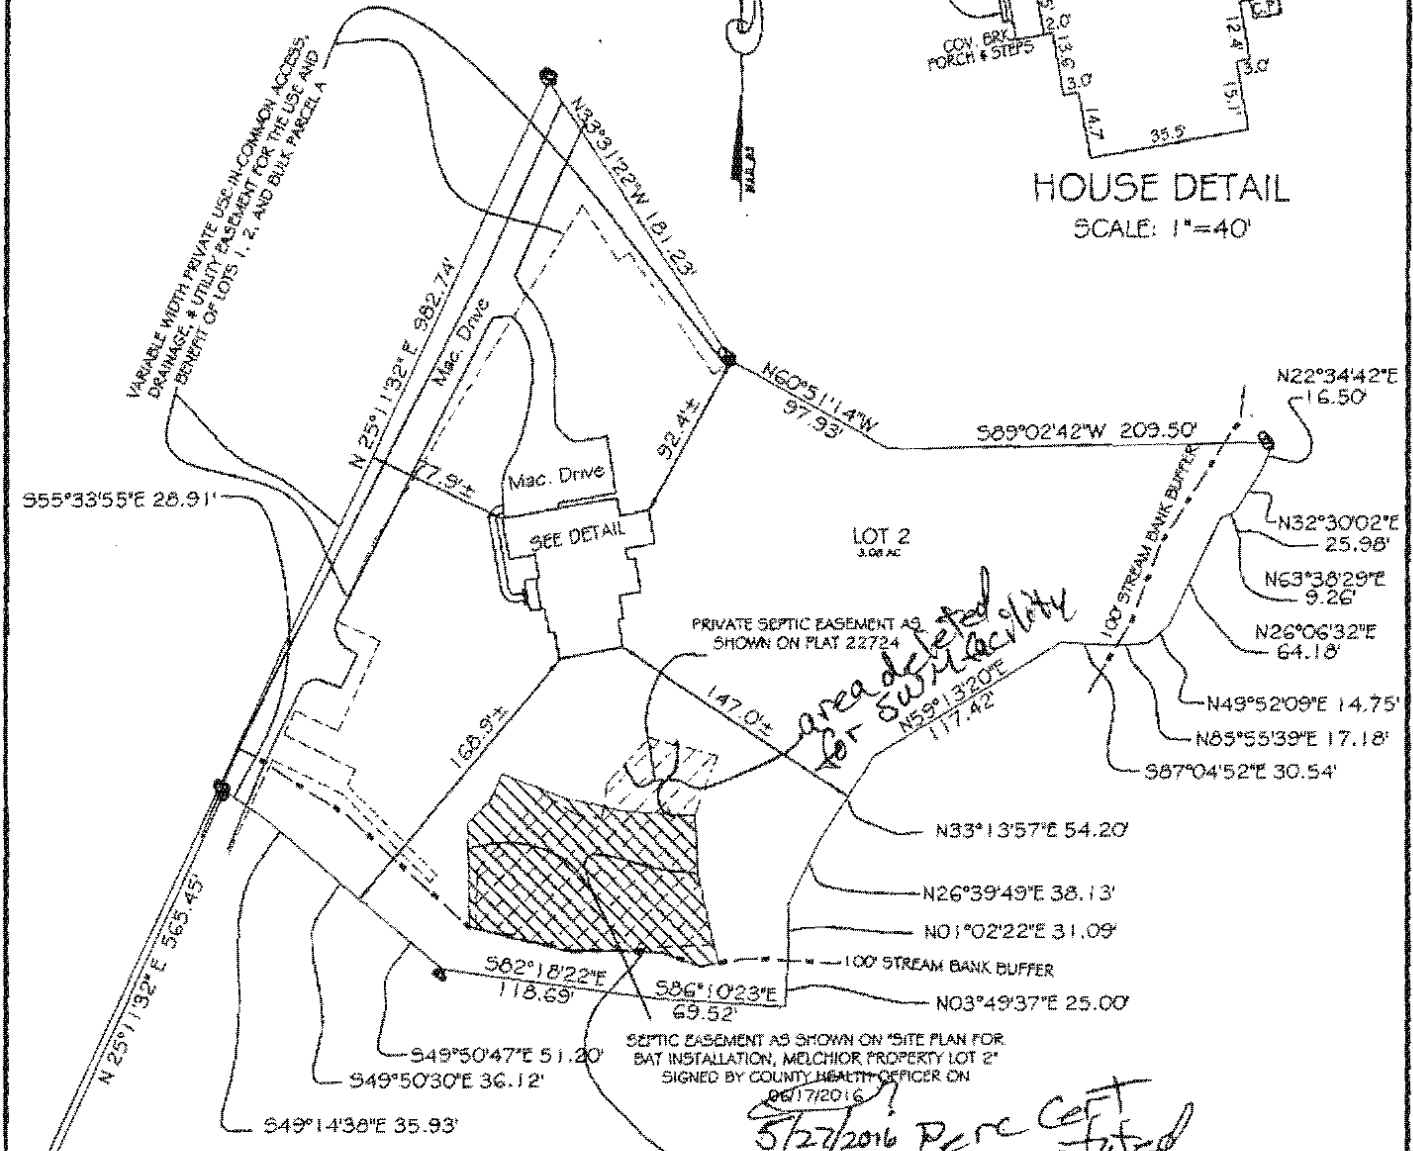 VARIABLE WIDTH PRIVATE USE-IN-COMMON ACCESS,
DRAINAGE, & UTILITY EASEMENT FOR THE USE AND
BENEFIT OF LOTS 1, 2, AND BULK PARCEL A
COV. BRK.
PORCH & STEPS
2.0'
13.6'
3.0'
14.7'
35.5'
15.1'
3.0'
12.4'
HOUSE DETAIL
SCALE: 1"=40'
N33°31'22"W 181.23'
N 25°11'32" E 982.74'
Mac. Drive
N60°51'14"W
97.93'
S89°02'42"W 209.50'
N22°34'42"E
16.50'
92.4'±
77.9'±
Mac. Drive
SEE DETAIL
S55°33'55"E 28.91'
LOT 2
3.08 AC
100' STREAM BANK BUFFER
N32°30'02"E
25.98'
N63°38'29"E
9.26'
N26°06'32"E
64.18'
N49°52'09"E 14.75'
N85°55'39"E 17.18'
S87°04'52"E 30.54'
PRIVATE SEPTIC EASEMENT AS
SHOWN ON PLAT 22724
area deleted
for SWM facility
N59°13'20"E
117.42'
147.0'±
168.9'±
N33°13'57"E 54.20'
N26°39'49"E 38.13'
N01°02'22"E 31.09'
100' STREAM BANK BUFFER
N03°49'37"E 25.00'
S82°18'22"E
118.69'
S86°10'23"E
69.52'
N 25°11'32" E 565.45'
SEPTIC EASEMENT AS SHOWN ON "SITE PLAN FOR
BAT INSTALLATION, MELCHIOR PROPERTY LOT 2"
SIGNED BY COUNTY HEALTH OFFICER ON
06/17/2016
?
S49°50'47"E 51.20'
S49°50'30"E 36.12'
S49°14'38"E 35.93'
5/27/2016 Perc Cert